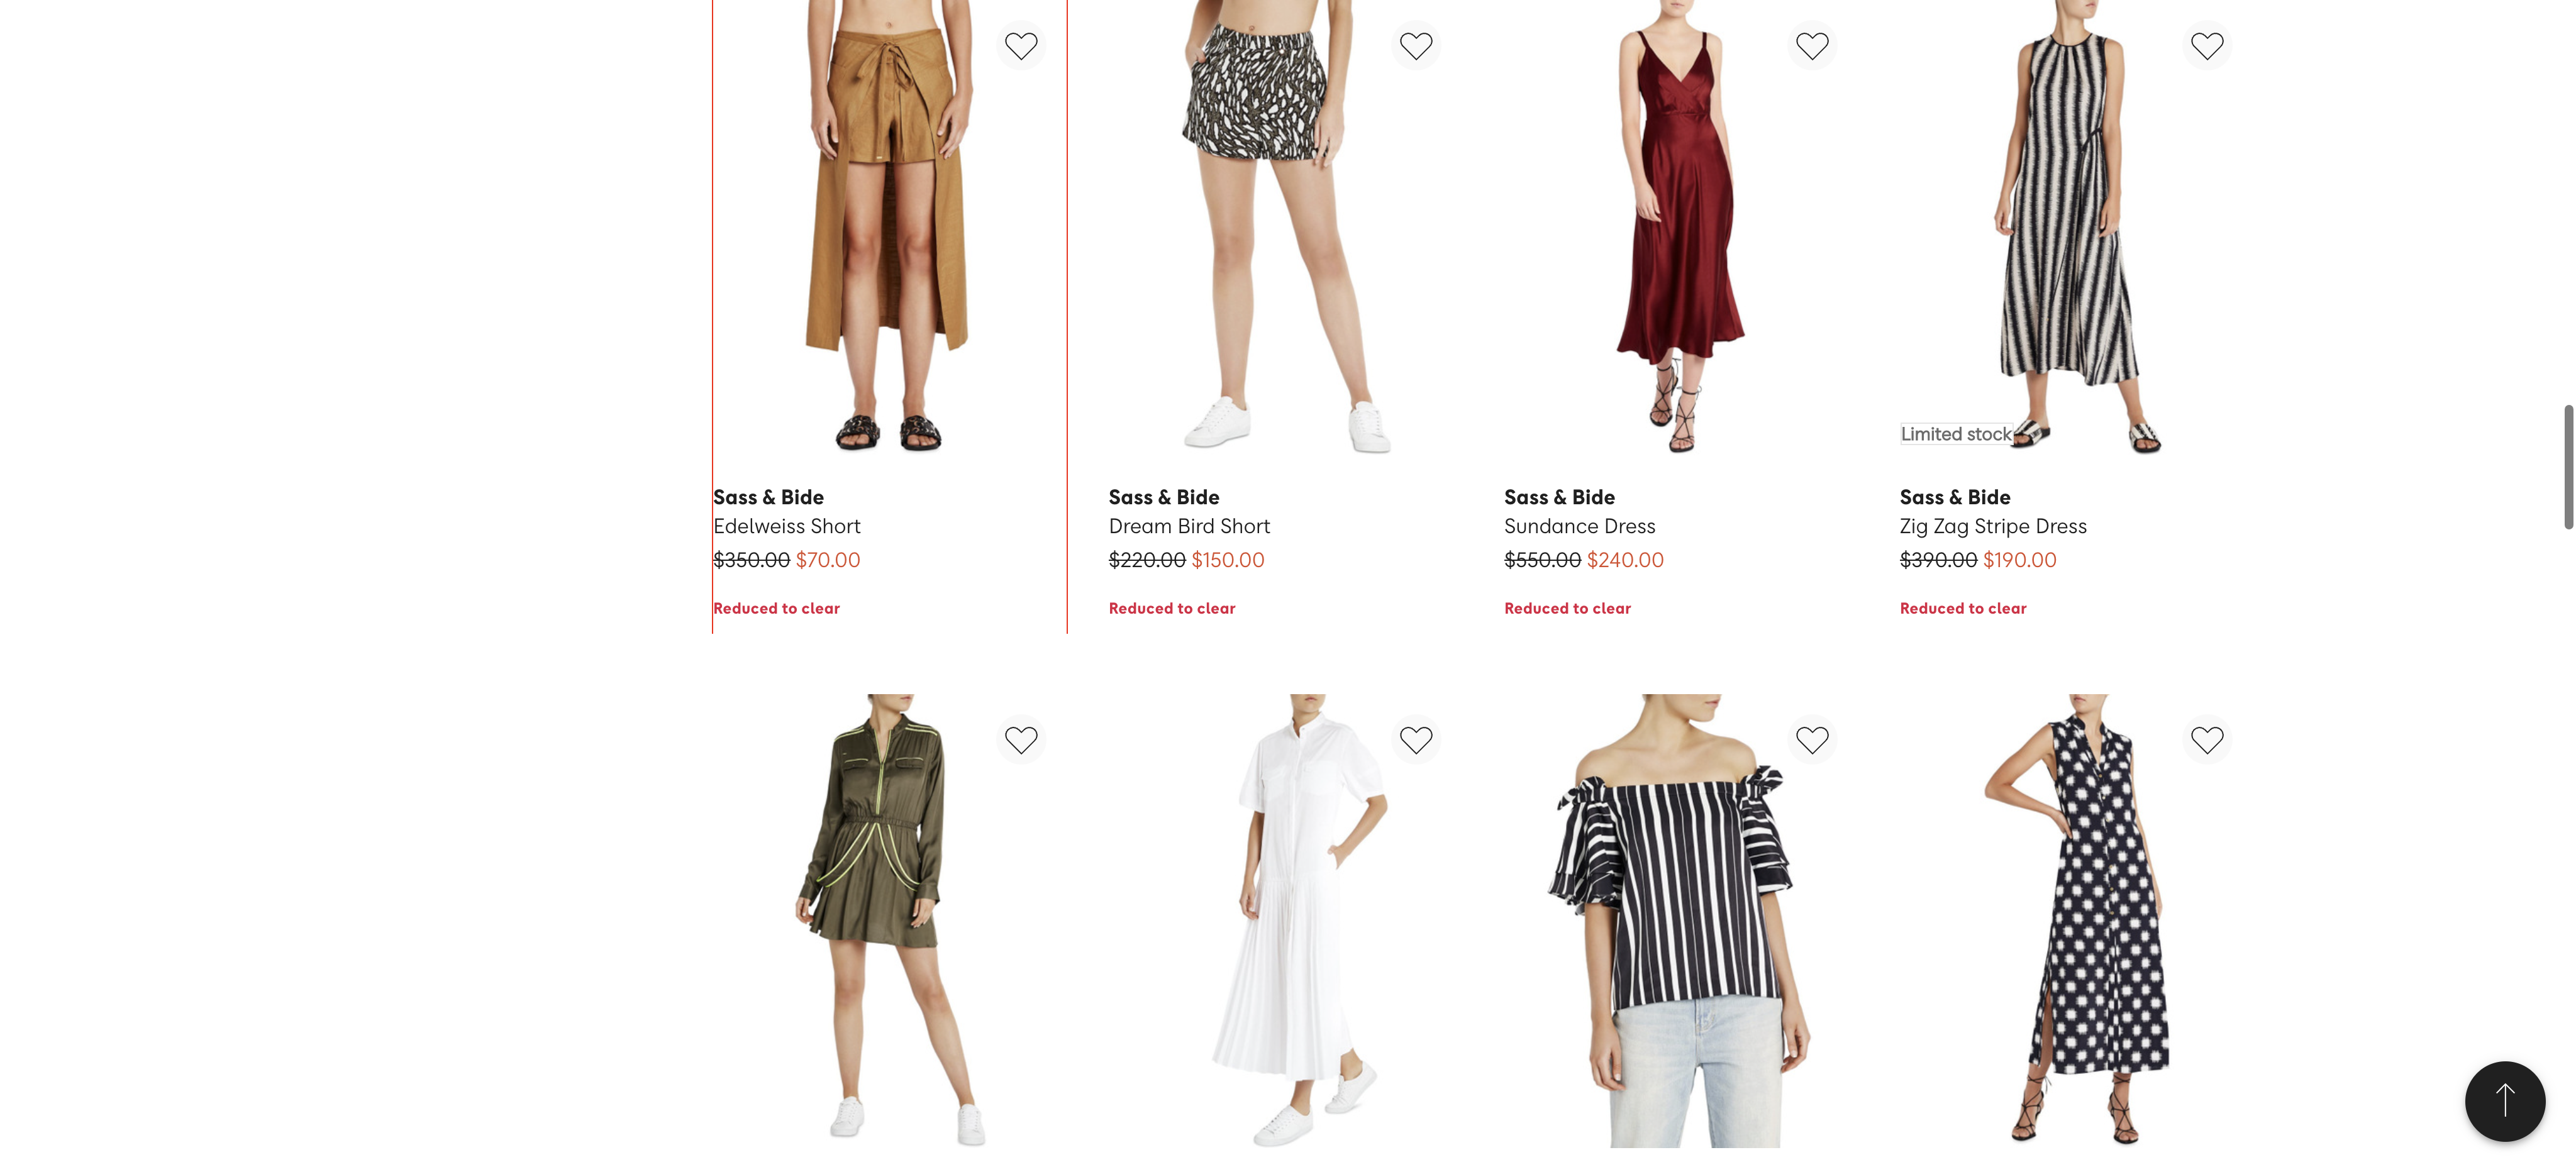 Limited stock
Sass & Bide
Edelweiss Short
$350.00 $70.00
Reduced to clear
Sass & Bide
Dream Bird Short
$220.00 $150.00
Reduced to clear
Sass & Bide
Sundance Dress
$550.00 $240.00
Reduced to clear
Sass & Bide
Zig Zag Stripe Dress
$390.00 $190.00
Reduced to clear